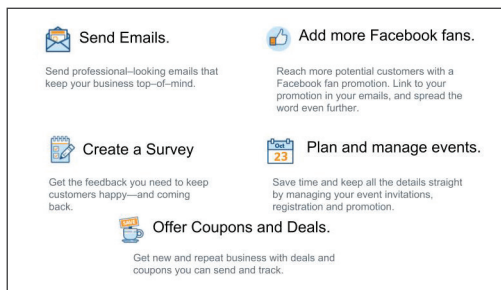 Send Emails.
Send professional–looking emails that
keep your business top–of–mind.
Add more Facebook fans.
Reach more potential customers with a
Facebook fan promotion. Link to your
promotion in your emails, and spread the
word even further.
Create a Survey
Get the feedback you need to keep
customers happy—and coming
back.
Oct
23
Plan and manage events.
Save time and keep all the details straight
by managing your event invitations,
registration and promotion.
SAVE
Offer Coupons and Deals.
Get new and repeat business with deals and
coupons you can send and track.